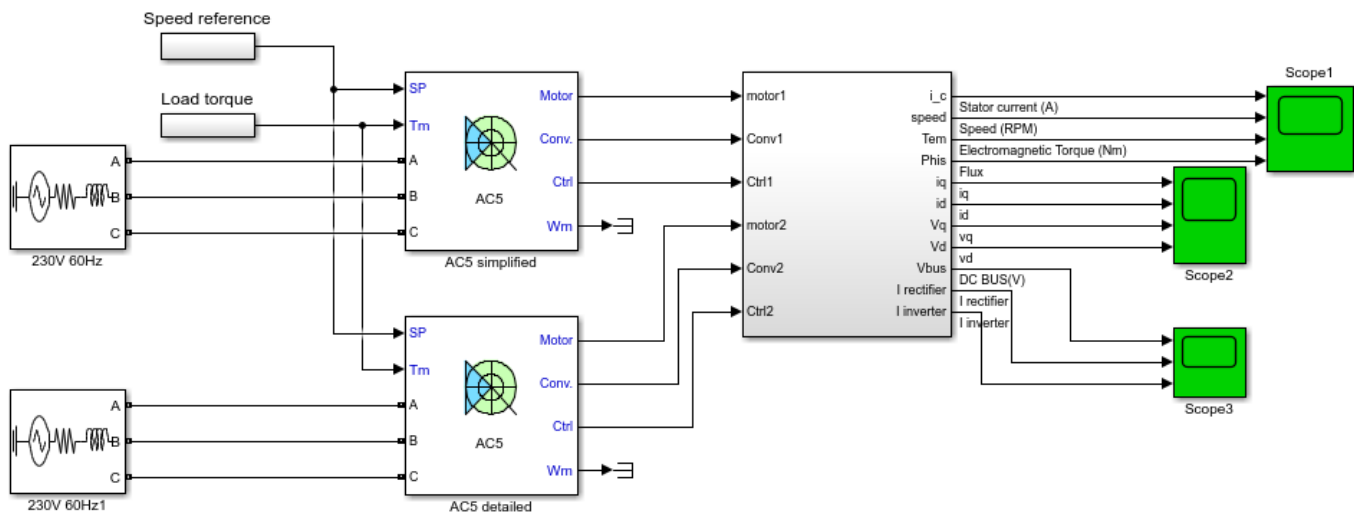 Speed reference
Load torque
A
B
C
230V 60Hz
SP
Tm
A
B
C
AC5
Motor
Conv.
Ctrl
Wm
AC5 simplified
A
B
C
230V 60Hz1
SP
Tm
A
B
C
AC5
Motor
Conv.
Ctrl
Wm
AC5 detailed
motor1
Conv1
Ctrl1
motor2
Conv2
Ctrl2
i_c
speed
Tem
Phis
iq
id
Vq
Vd
Vbus
I rectifier
I inverter
Stator current (A)
Speed (RPM)
Electromagnetic Torque (Nm)
Flux
iq
id
vq
vd
DC BUS(V)
I rectifier
I inverter
Scope1
Scope2
Scope3